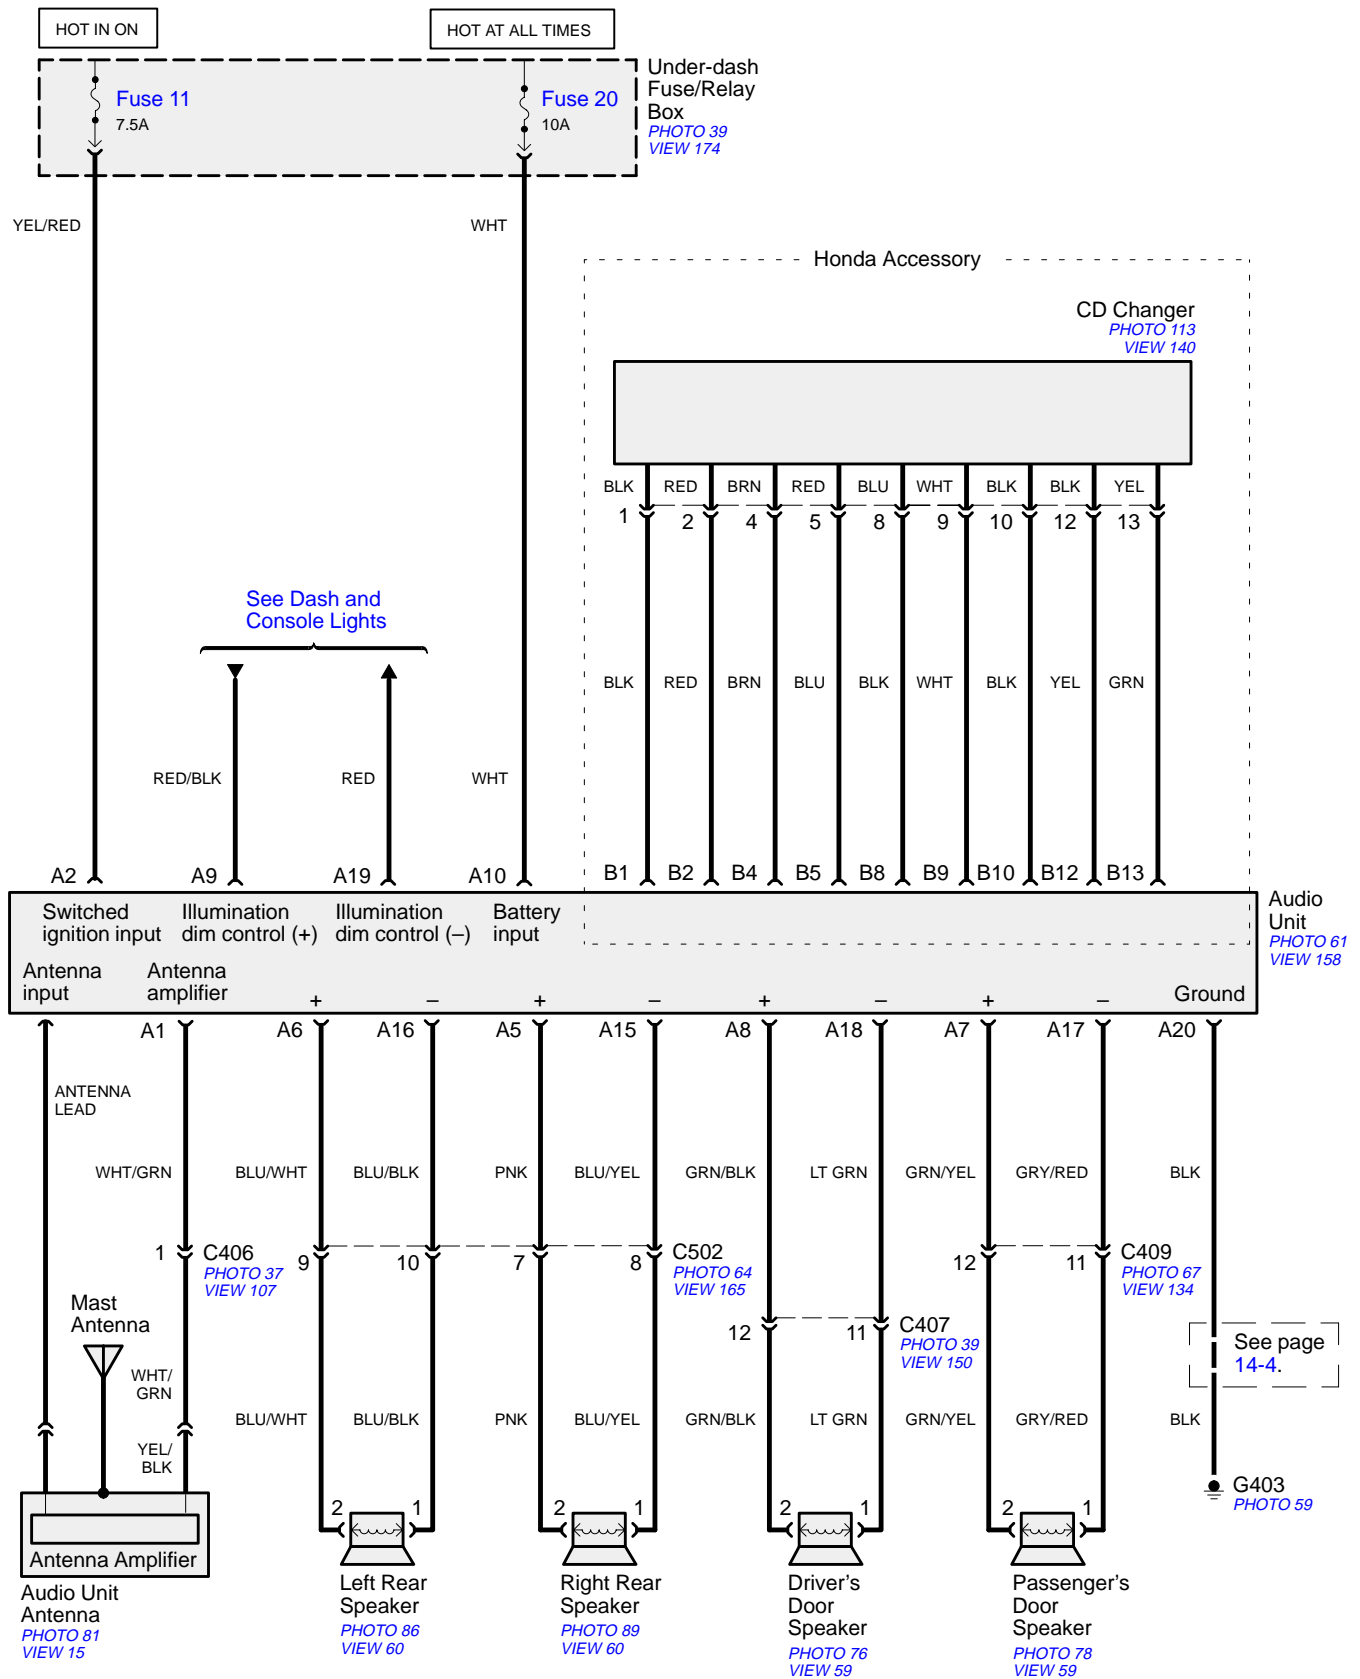 HOT IN ON
HOT AT ALL TIMES
Under-dash
Fuse/Relay
Box
PHOTO 39
VIEW 174
Fuse 11
7.5A
Fuse 20
10A
YEL/RED
WHT
Honda Accessory
CD Changer
PHOTO 113
VIEW 140
BLK RED BRN RED BLU WHT BLK BLK YEL
1 2 4 5 8 9 10 12 13
See Dash and
Console Lights
BLK RED BRN BLU BLK WHT BLK YEL GRN
RED/BLK RED WHT
A2 A9 A19 A10 B1 B2 B4 B5 B8 B9 B10 B12 B13
Audio
Unit
PHOTO 61
VIEW 158
Switched
ignition input
Illumination
dim control (+)
Illumination
dim control (–)
Battery
input
Antenna
input
Antenna
amplifier
+ – + – + – + –
Ground
A1 A6 A16 A5 A15 A8 A18 A7 A17 A20
ANTENNA
LEAD
WHT/GRN BLU/WHT BLU/BLK PNK BLU/YEL GRN/BLK LT GRN GRN/YEL GRY/RED BLK
1 C406
PHOTO 37
VIEW 107
9 10 7 8 C502
PHOTO 64
VIEW 165
12 11 C409
PHOTO 67
VIEW 134
12 11 C407
PHOTO 39
VIEW 150
Mast
Antenna
See page
14-4.
WHT/
GRN
BLU/WHT BLU/BLK PNK BLU/YEL GRN/BLK LT GRN GRN/YEL GRY/RED BLK
YEL/
BLK
2 1 2 1 2 1 2 1
G403
PHOTO 59
Antenna Amplifier
Audio Unit
Antenna
PHOTO 81
VIEW 15
Left Rear
Speaker
PHOTO 86
VIEW 60
Right Rear
Speaker
PHOTO 89
VIEW 60
Driver's
Door
Speaker
PHOTO 76
VIEW 59
Passenger's
Door
Speaker
PHOTO 78
VIEW 59